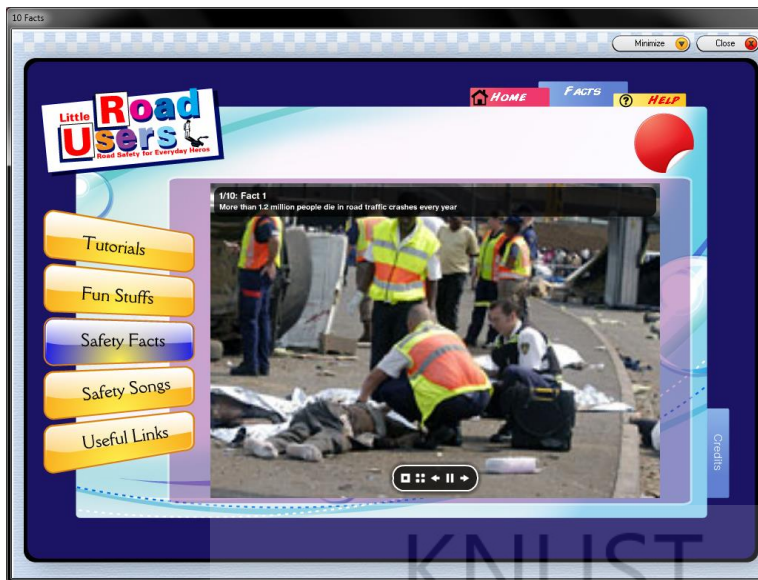 10 Facts
Minimize
Close
Little Road Users
Road Safety for Everyday Heros
Home
Facts
Help
1/10: Fact 1
More than 1.2 million people die in road traffic crashes every year
Tutorials
Fun Stuffs
Safety Facts
Safety Songs
Useful Links
Credits
KNUST